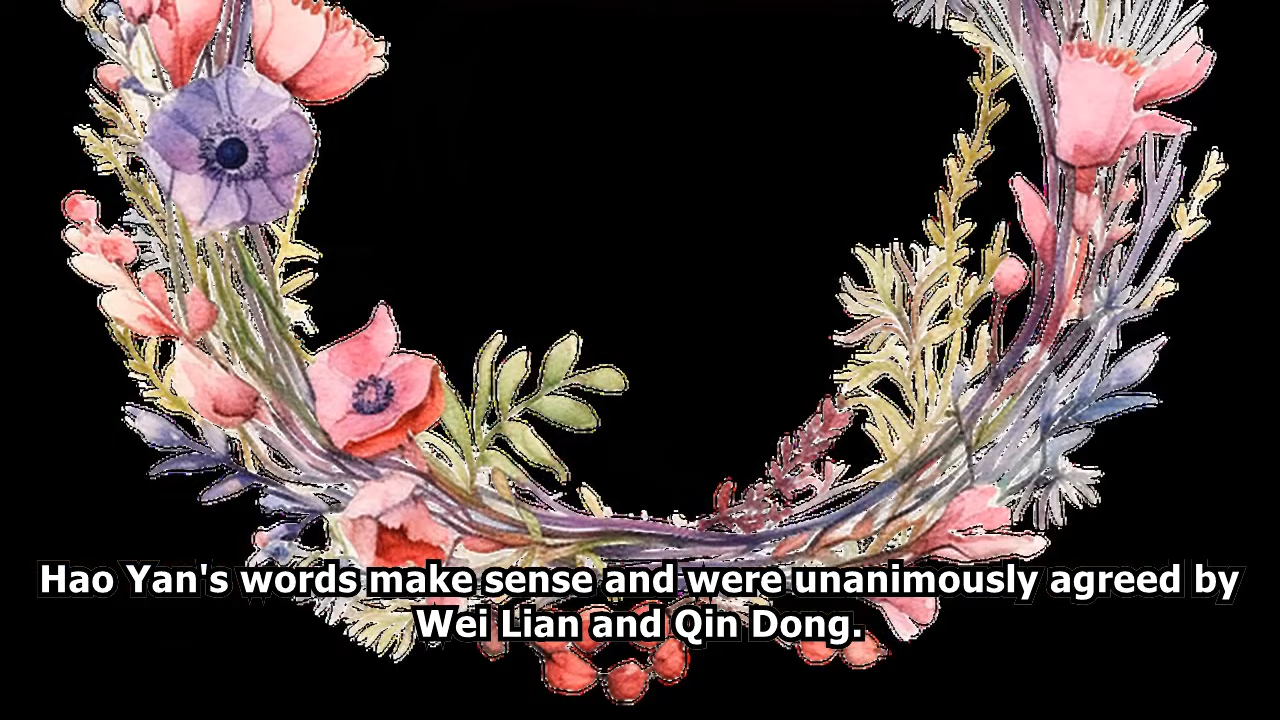 Hao Yan's words make sense and were unanimously agreed by
Wei Lian and Qin Dong.